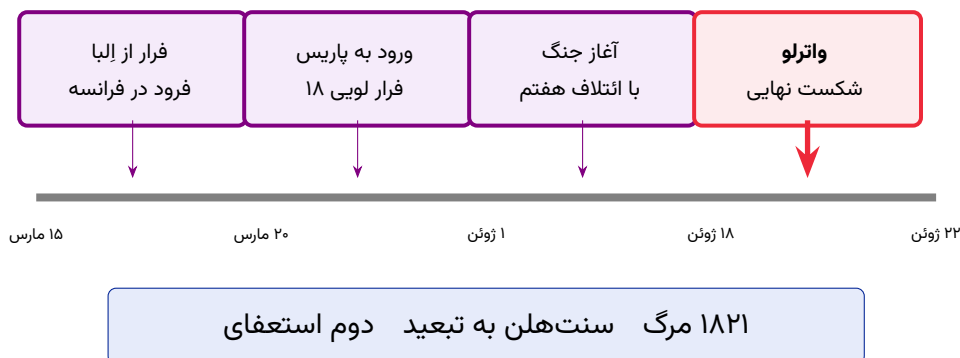 فرار از اِلبا
فرود در فرانسه
ورود به پاریس
فرار لویی ۱۸
آغاز جنگ
با ائتلاف هفتم
واترلو
شکست نهایی
۱۵ مارس
۲۰ مارس
۱ ژوئن
۱۸ ژوئن
۲۲ ژوئن
۱۸۲۱ مرگ سنت‌هلن به تبعید دوم استعفای